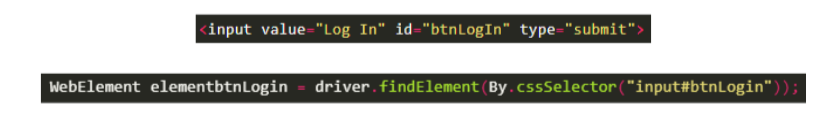 <input value="Log In" id="btnLogIn" type="submit">
WebElement elementbtnLogin = driver.findElement(By.cssSelector("input#btnLogin"));